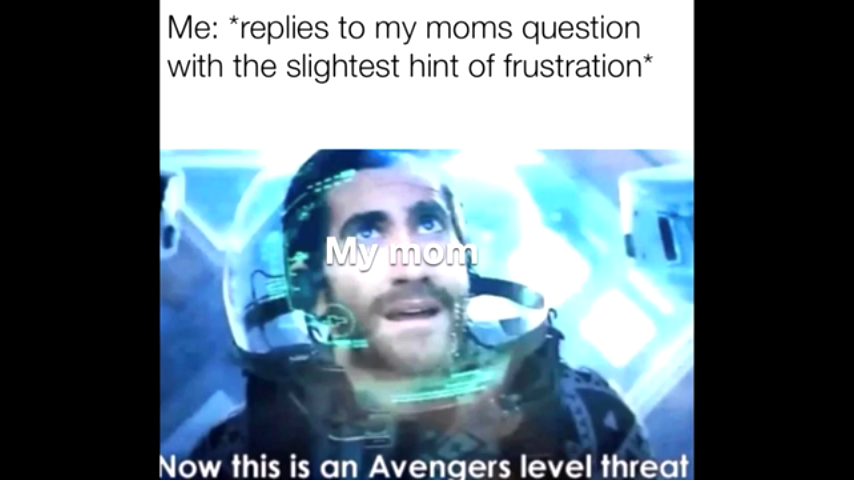 Me: *replies to my moms question
with the slightest hint of frustration*
My mom
Now this is an Avengers level threat